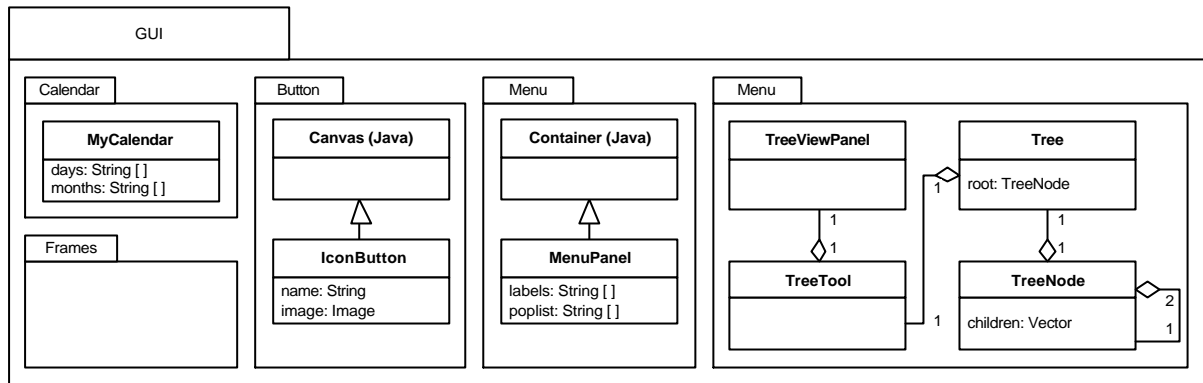 GUI
Calendar
MyCalendar
days: String [ ]
months: String [ ]
Frames
Button
Canvas (Java)
IconButton
name: String
image: Image
Menu
Container (Java)
MenuPanel
labels: String [ ]
poplist: String [ ]
Menu
TreeViewPanel
1
1
TreeTool
1
1
Tree
root: TreeNode
1
1
TreeNode
children: Vector
2
1